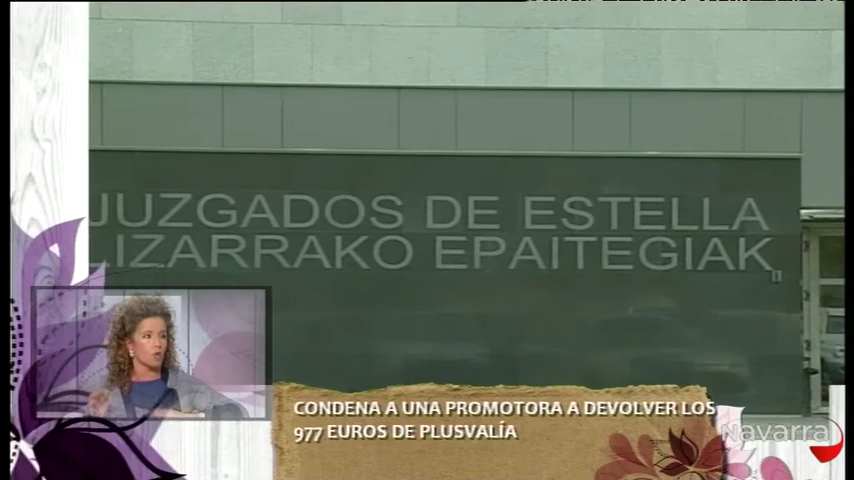 JUZGADOS DE ESTELLA
LIZARRAKO EPAITEGIAK
CONDENA A UNA PROMOTORA A DEVOLVER LOS
977 EUROS DE PLUSVALÍA
Navarra